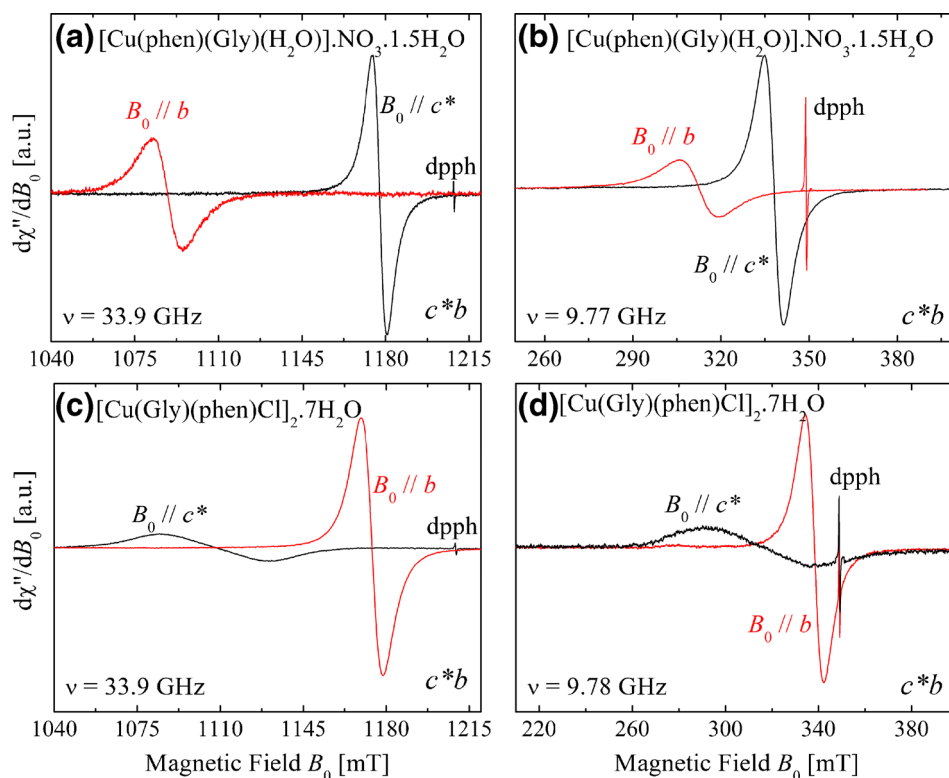 (a) [Cu(phen)(Gly)(H₂O)].NO₃.1.5H₂O
B₀ // b
B₀ // c*
dpph
ν = 33.9 GHz
c*b
1040 1075 1110 1145 1180 1215
dχ''/dB₀ [a.u.]
(b) [Cu(phen)(Gly)(H₂O)].NO₃.1.5H₂O
dpph
B₀ // b
B₀ // c*
ν = 9.77 GHz
c*b
260 300 340 380
(c) [Cu(Gly)(phen)Cl]₂.7H₂O
B₀ // c*
B₀ // b
dpph
ν = 33.9 GHz
c*b
1040 1075 1110 1145 1180 1215
dχ''/dB₀ [a.u.]
Magnetic Field B₀ [mT]
(d) [Cu(Gly)(phen)Cl]₂.7H₂O
dpph
B₀ // c*
B₀ // b
ν = 9.78 GHz
c*b
220 260 300 340 380
Magnetic Field B₀ [mT]